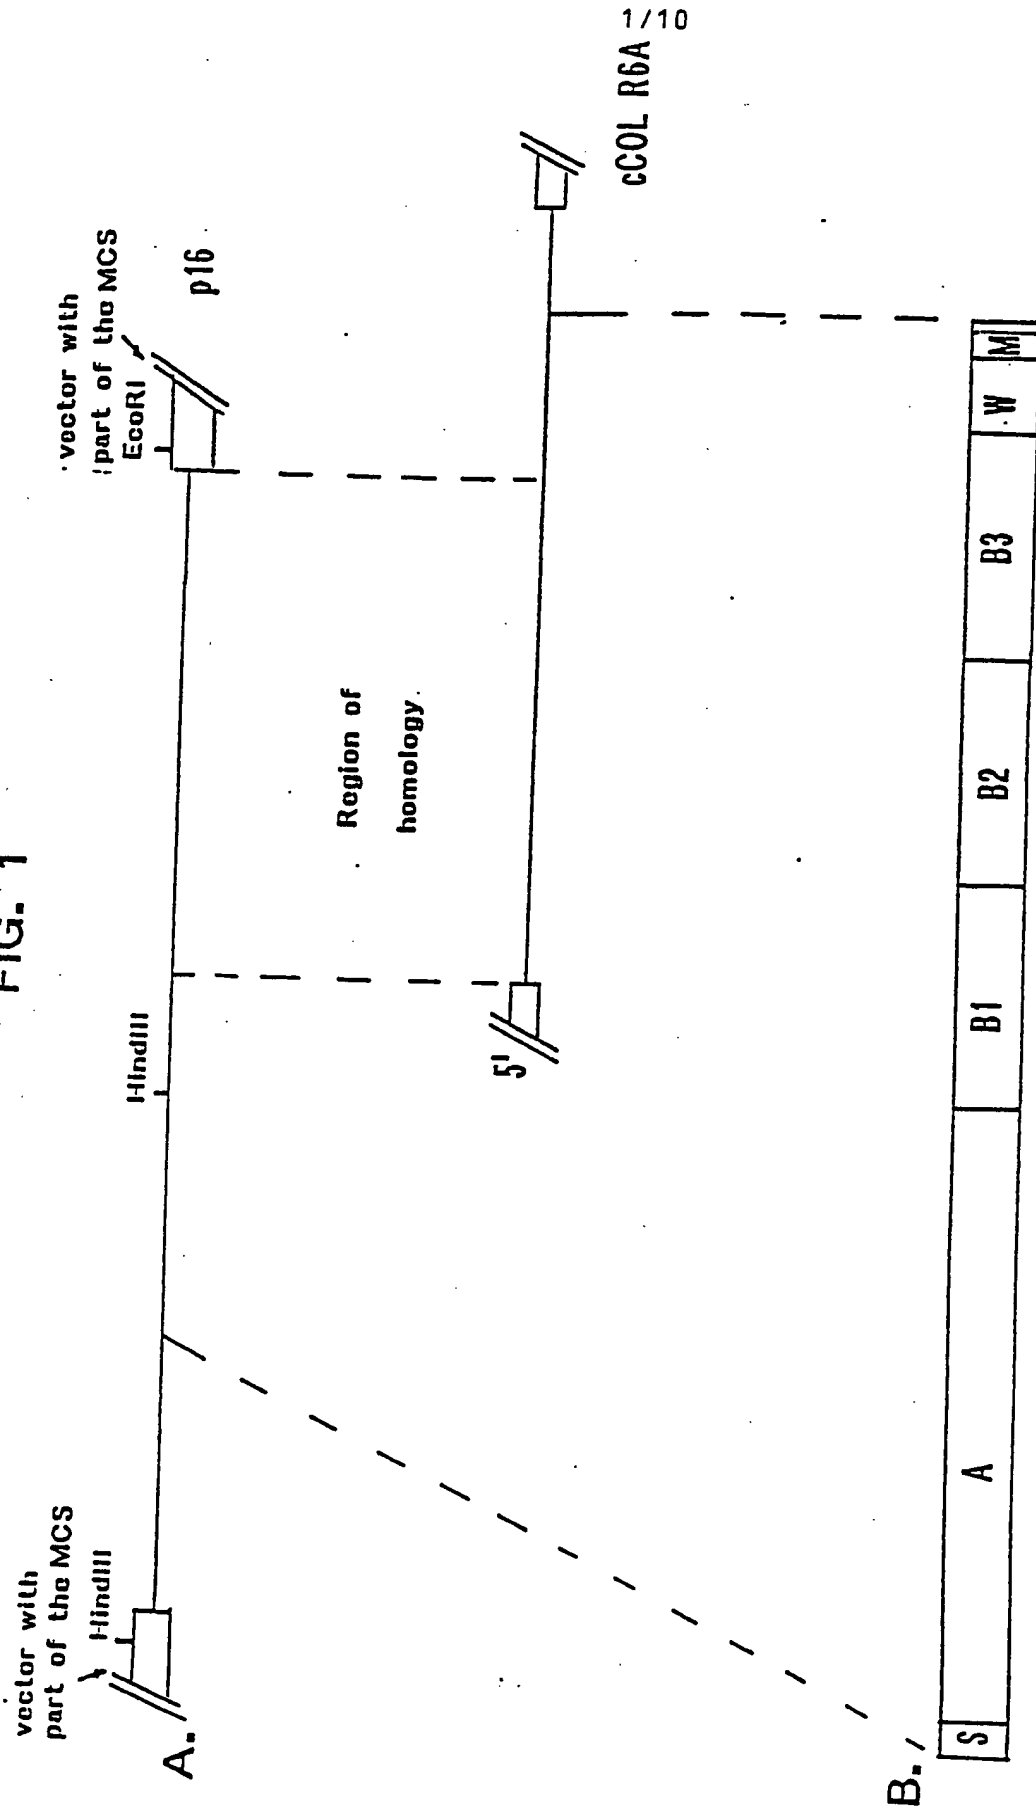 1/10
FIG. 1
vector with
part of the MCS
HindIII
HindIII
vector with
part of the MCS
EcoRI
p16
A.
Region of
homology.
5'
cCOL R6A
B.
S
A
B1
B2
B3
W
M